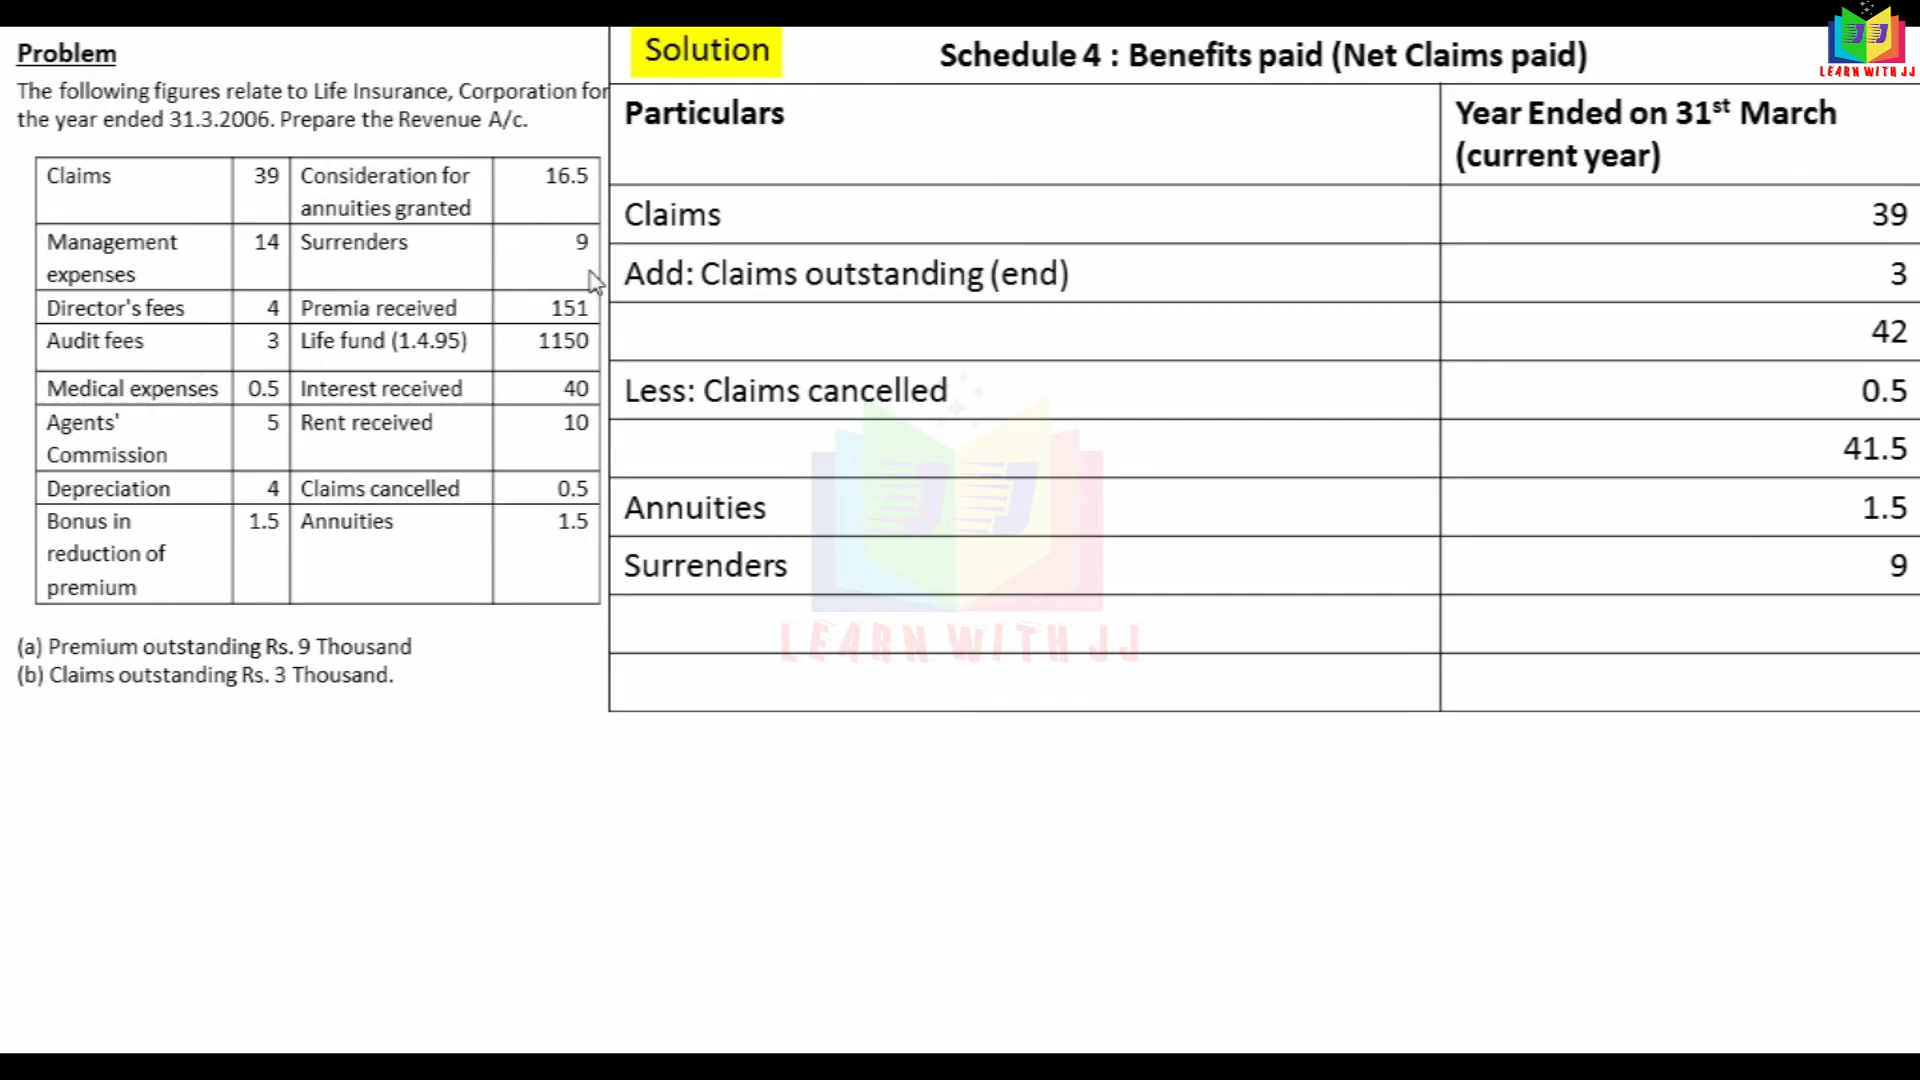 Problem
The following figures relate to Life Insurance, Corporation for
the year ended 31.3.2006. Prepare the Revenue A/c.
Claims 39 Consideration for 16.5
annuities granted
Management 14 Surrenders 9
expenses
Director's fees 4 Premia received 151
Audit fees 3 Life fund (1.4.95) 1150
Medical expenses 0.5 Interest received 40
Agents' 5 Rent received 10
Commission
Depreciation 4 Claims cancelled 0.5
Bonus in 1.5 Annuities 1.5
reduction of
premium
(a) Premium outstanding Rs. 9 Thousand
(b) Claims outstanding Rs. 3 Thousand.
Solution
Schedule 4 : Benefits paid (Net Claims paid)
Particulars Year Ended on 31st March
(current year)
Claims 39
Add: Claims outstanding (end) 3
42
Less: Claims cancelled 0.5
41.5
Annuities 1.5
Surrenders 9
JJ
LEARN WITH JJ
JJ
LEARN WITH JJ